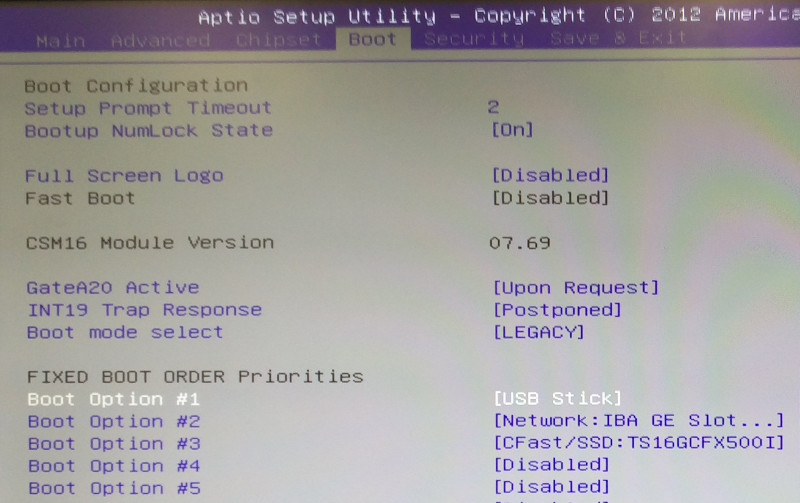 Aptio Setup Utility – Copyright (C) 2012 America
Main Advanced Chipset Boot Security Save & Exit
Boot Configuration
Setup Prompt Timeout 2
Bootup NumLock State [On]
Full Screen Logo [Disabled]
Fast Boot [Disabled]
CSM16 Module Version 07.69
GateA20 Active [Upon Request]
INT19 Trap Response [Postponed]
Boot mode select [LEGACY]
FIXED BOOT ORDER Priorities
Boot Option #1 [USB Stick]
Boot Option #2 [Network:IBA GE Slot...]
Boot Option #3 [CFast/SSD:TS16GCFX500I]
Boot Option #4 [Disabled]
Boot Option #5 [Disabled]